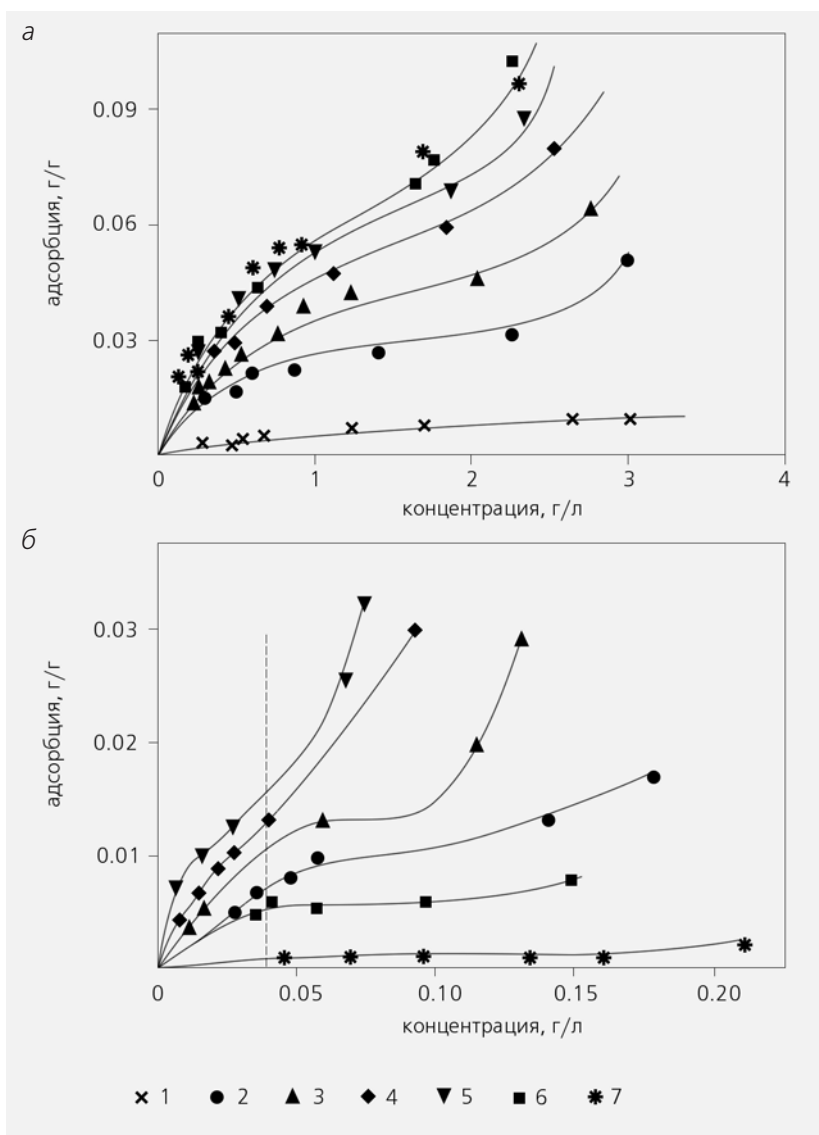 а
0.09
0.06
0.03
адсорбция, г/г
0 1 2 3 4
концентрация, г/л
б
0.03
0.02
0.01
адсорбция, г/г
0 0.05 0.10 0.15 0.20
концентрация, г/л
1 2 3 4 5 6 7